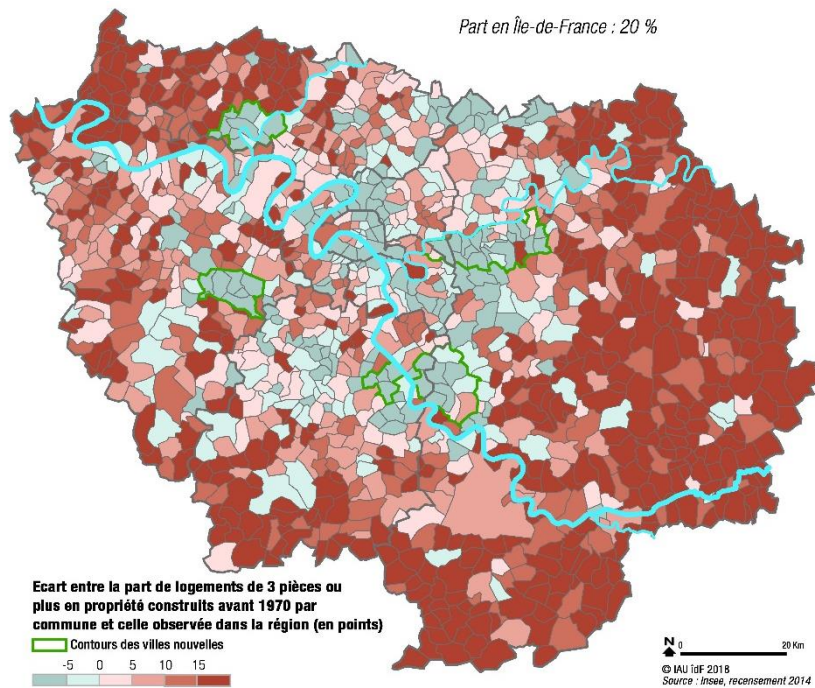 Part en Île-de-France : 20 %
Ecart entre la part de logements de 3 pièces ou
plus en propriété construits avant 1970 par
commune et celle observée dans la région (en points)
Contours des villes nouvelles
-5 0 5 10 15
N
0 20 Km
© IAU îdF 2018
Source : Insee, recensement 2014